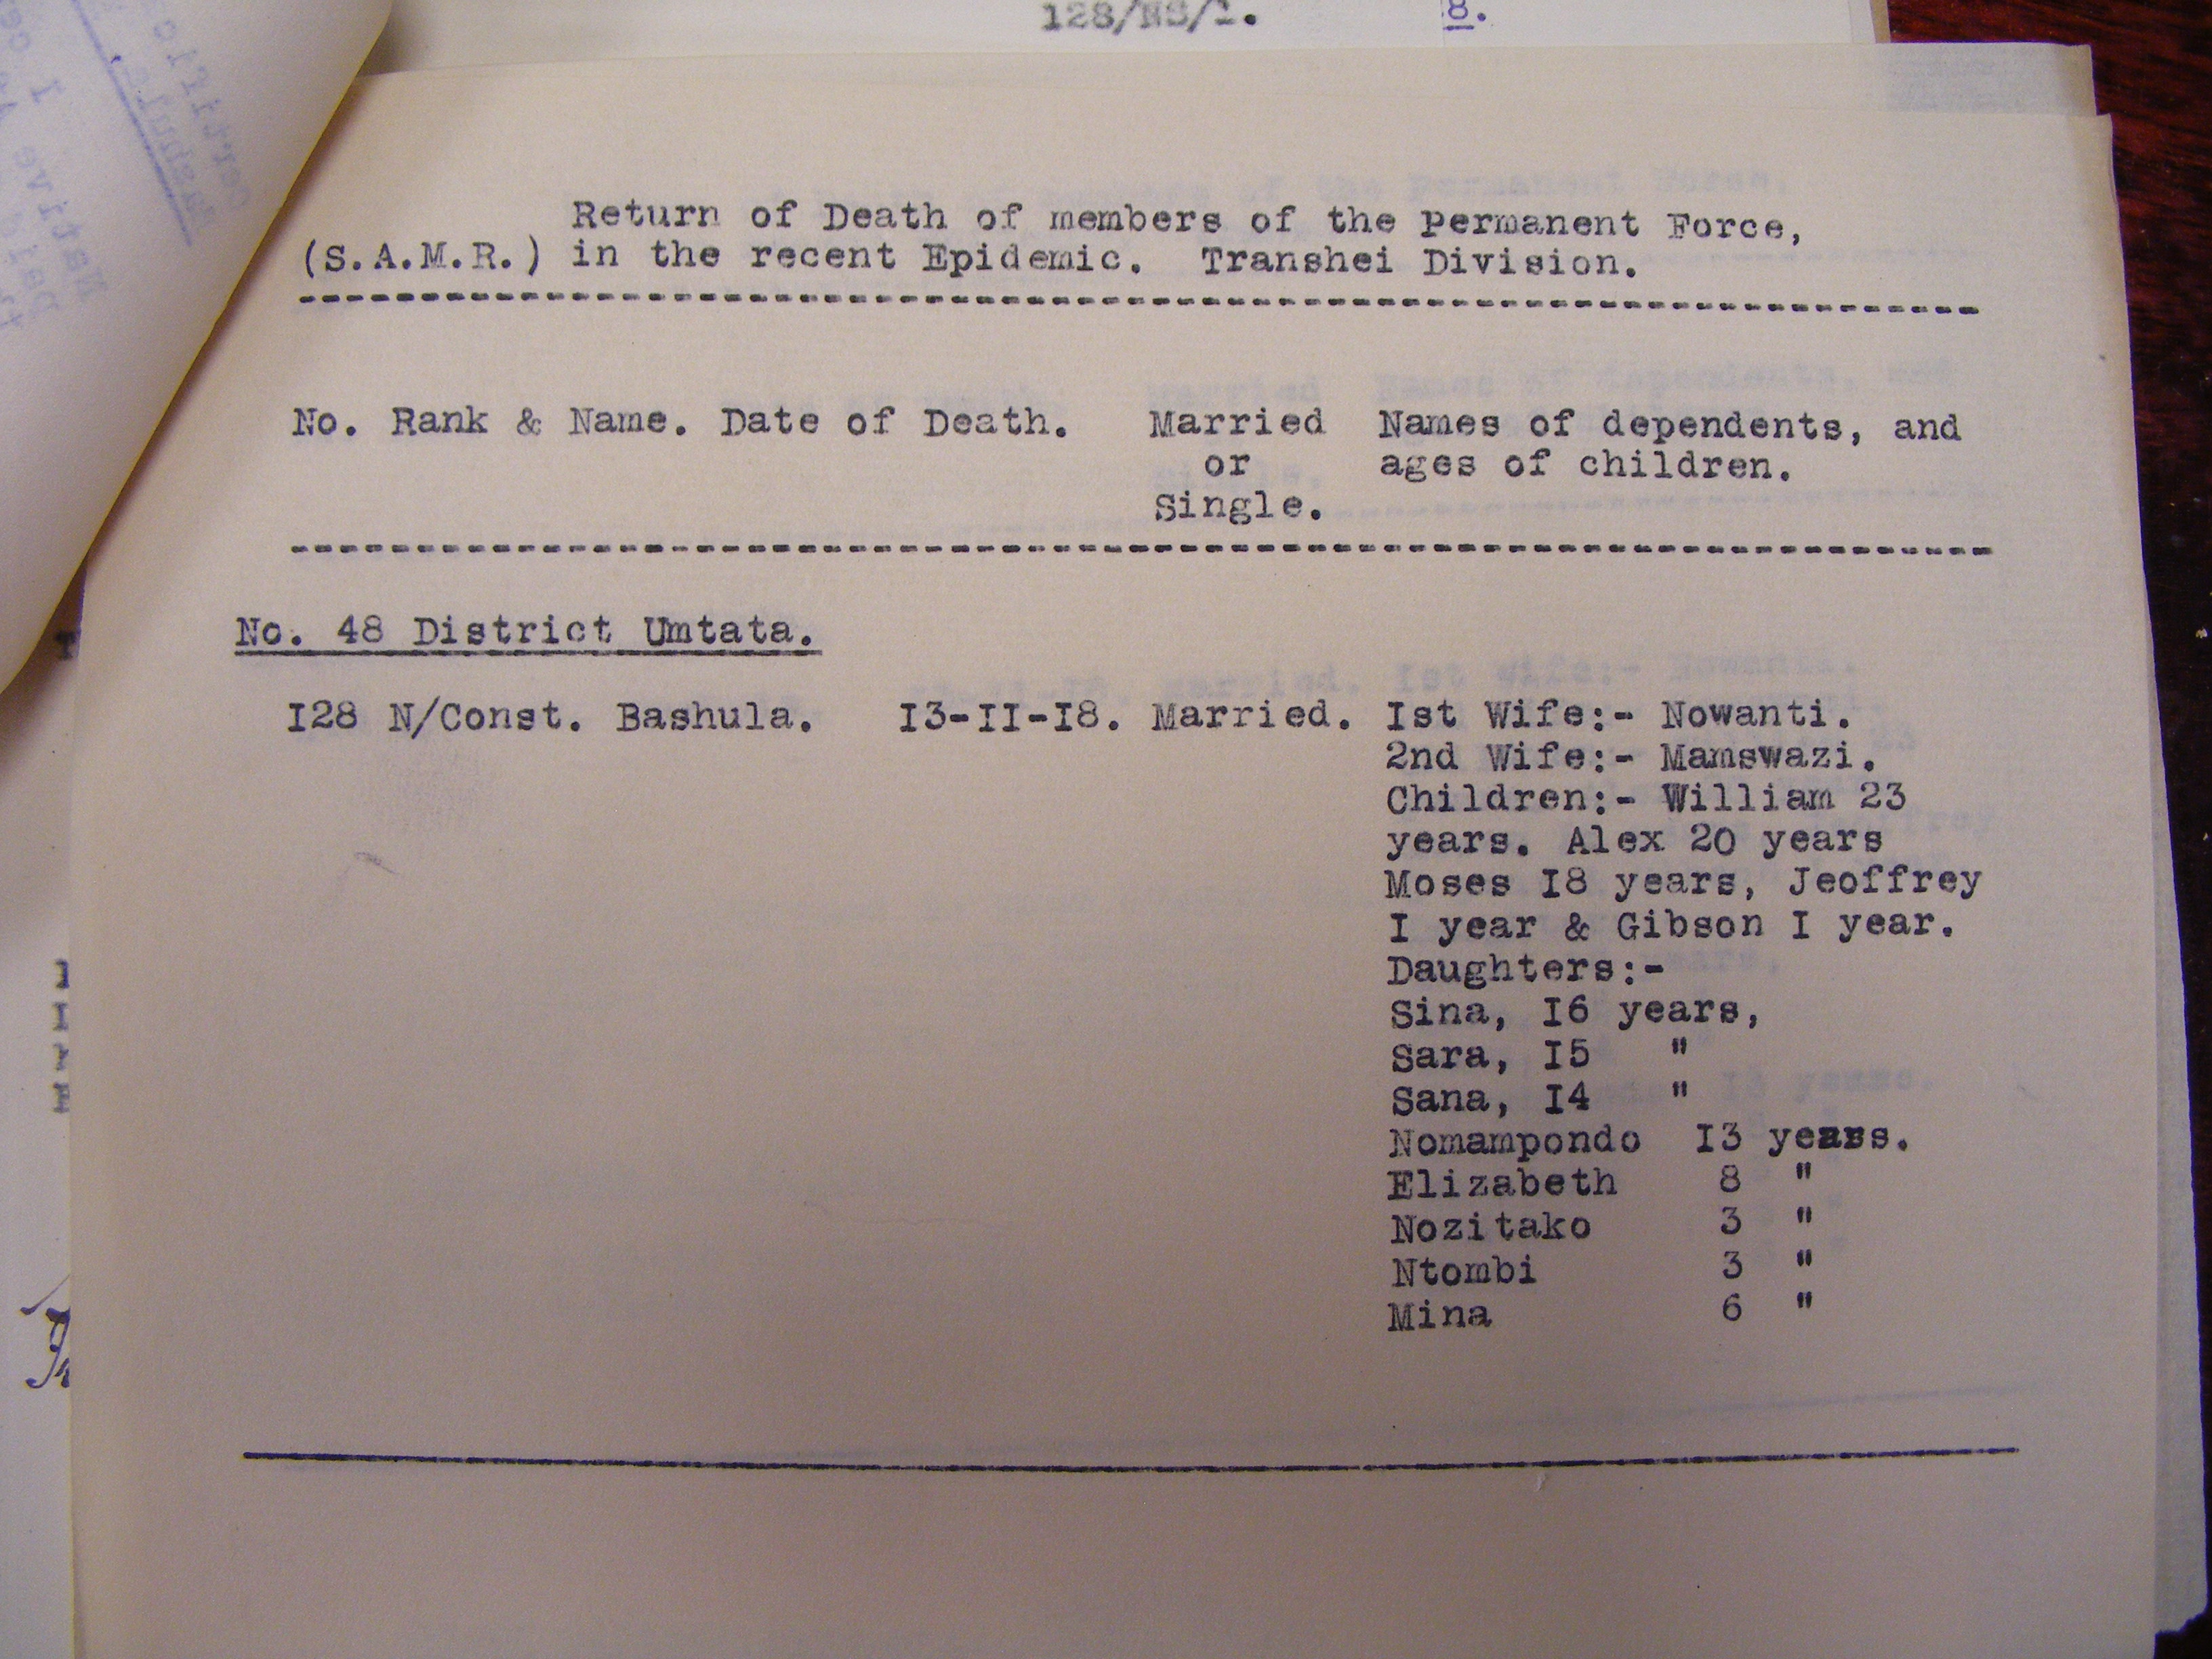 128/NS/1. 8.
Return of Death of members of the permanent Force,
(S.A.M.R.) in the recent Epidemic. Transhei Division.
No. Rank & Name. Date of Death. Married Names of dependents, and
or ages of children.
Single.
No. 48 District Umtata.
I28 N/Const. Bashula. I3-II-I8. Married. Ist Wife:- Nowanti.
2nd Wife:- Mamswazi.
Children:- William 23
years. Alex 20 years
Moses I8 years, Jeoffrey
I year & Gibson I year.
Daughters:-
Sina, I6 years,
Sara, I5 "
Sana, I4 "
Nomampondo I3 years.
Elizabeth 8 "
Nozitako 3 "
Ntombi 3 "
Mina 6 "